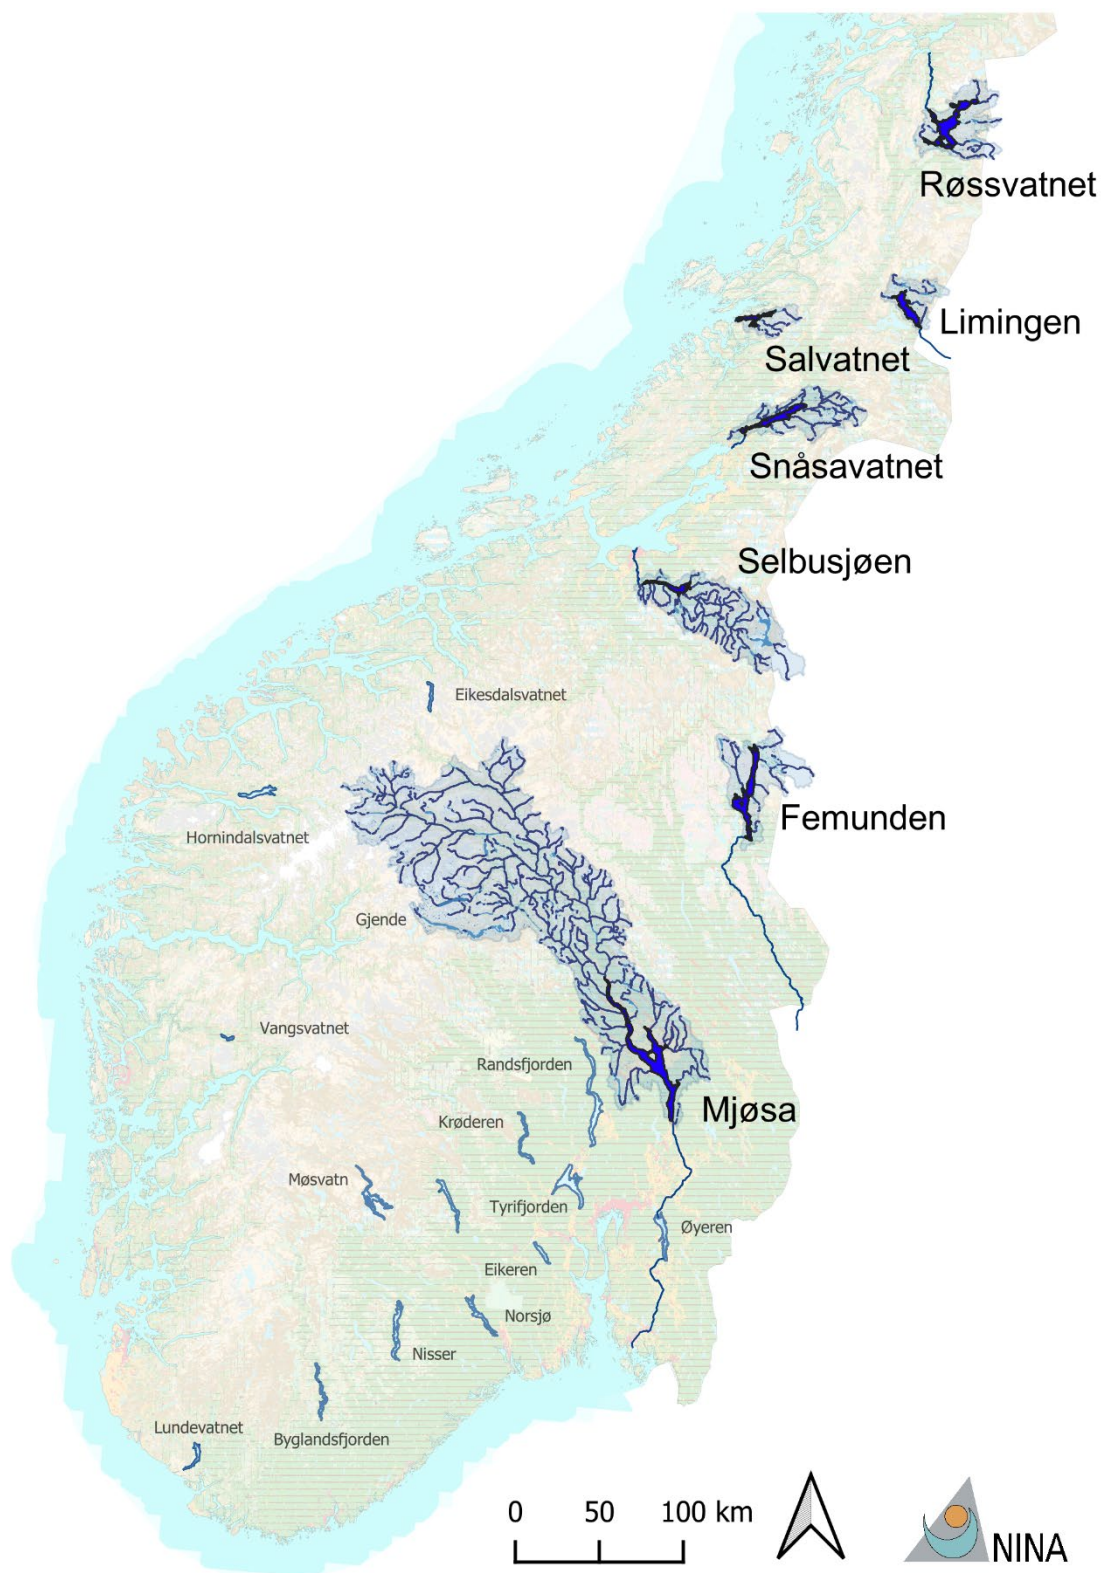 Røssvatnet
Limingen
Salvatnet
Snåsavatnet
Selbusjøen
Eikesdalsvatnet
Femunden
Hornindalsvatnet
Gjende
Vangsvatnet
Randsfjorden
Mjøsa
Krøderen
Møsvatn
Tyrifjorden
Øyeren
Eikeren
Norsjø
Nisser
Lundevatnet
Byglandsfjorden
0 50 100 km
NINA